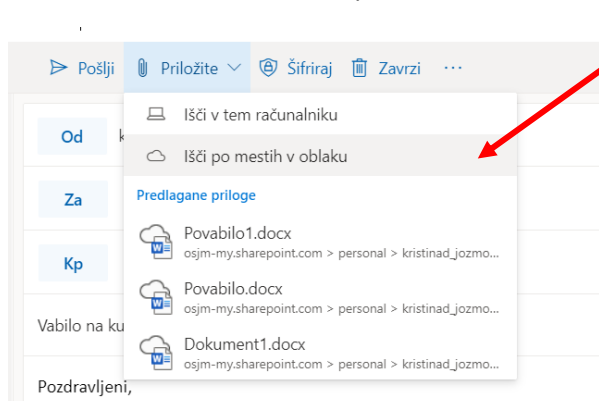 Pošlji Priložite Šifriraj Zavrzi ...
Išči v tem računalniku
Od k
Išči po mestih v oblaku
Za
Predlagane priloge
Povabilo1.docx
osjm-my.sharepoint.com > personal > kristinad_jozmo...
Kp
Povabilo.docx
osjm-my.sharepoint.com > personal > kristinad_jozmo...
Vabilo na ku
Dokument1.docx
osjm-my.sharepoint.com > personal > kristinad_jozmo...
Pozdravljeni,